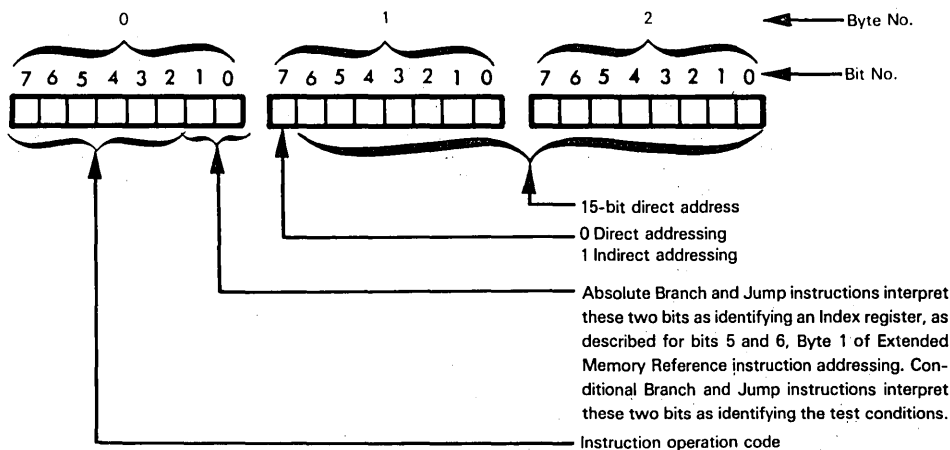 0 1 2 Byte No.
7 6 5 4 3 2 1 0 7 6 5 4 3 2 1 0 7 6 5 4 3 2 1 0 Bit No.
15-bit direct address
0 Direct addressing
1 Indirect addressing
Absolute Branch and Jump instructions interpret
these two bits as identifying an Index register, as
described for bits 5 and 6, Byte 1 of Extended
Memory Reference instruction addressing. Con-
ditional Branch and Jump instructions interpret
these two bits as identifying the test conditions.
Instruction operation code